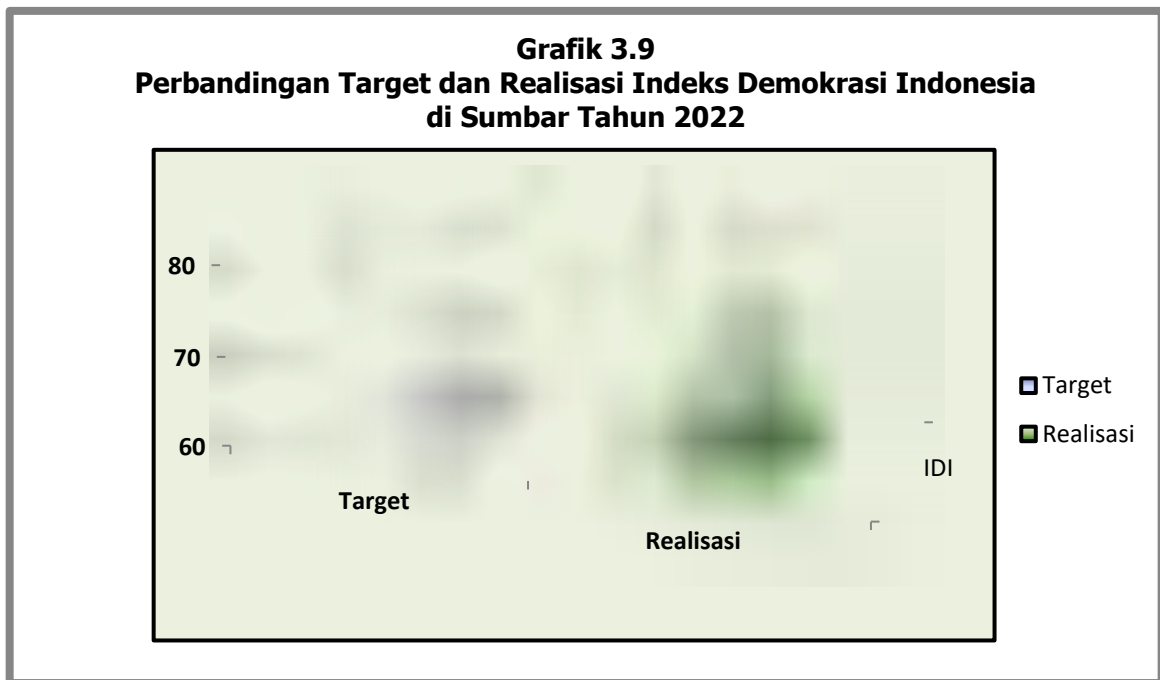 Grafik 3.9
Perbandingan Target dan Realisasi Indeks Demokrasi Indonesia
di Sumbar Tahun 2022
80
70
60
Target
Realisasi
IDI
Target
Realisasi